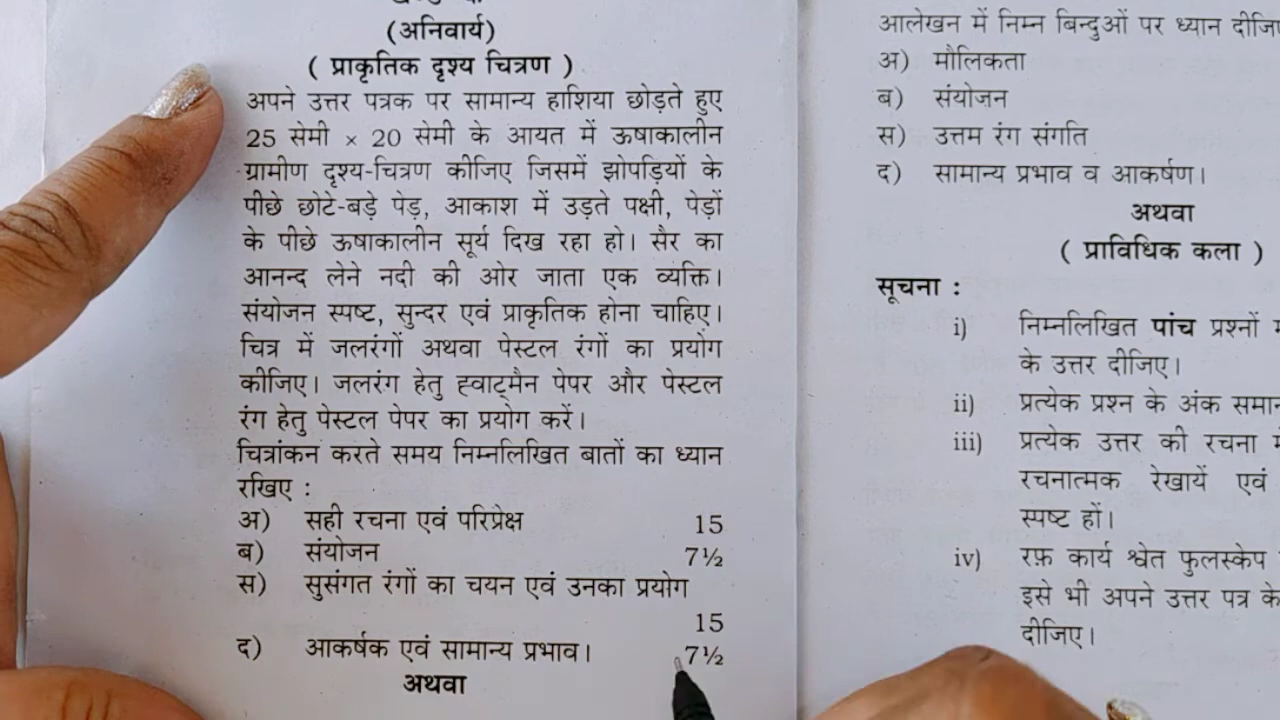 (अनिवार्य)
( प्राकृतिक दृश्य चित्रण )
अपने उत्तर पत्रक पर सामान्य हाशिया छोड़ते हुए
25 सेमी × 20 सेमी के आयत में ऊषाकालीन
ग्रामीण दृश्य-चित्रण कीजिए जिसमें झोपड़ियों के
पीछे छोटे-बड़े पेड़, आकाश में उड़ते पक्षी, पेड़ों
के पीछे ऊषाकालीन सूर्य दिख रहा हो। सैर का
आनन्द लेने नदी की ओर जाता एक व्यक्ति।
संयोजन स्पष्ट, सुन्दर एवं प्राकृतिक होना चाहिए।
चित्र में जलरंगों अथवा पेस्टल रंगों का प्रयोग
कीजिए। जलरंग हेतु ह्वाट्मैन पेपर और पेस्टल
रंग हेतु पेस्टल पेपर का प्रयोग करें।
चित्रांकन करते समय निम्नलिखित बातों का ध्यान
रखिए :
अ) सही रचना एवं परिप्रेक्ष 15
ब) संयोजन 7½
स) सुसंगत रंगों का चयन एवं उनका प्रयोग
15
द) आकर्षक एवं सामान्य प्रभाव। 7½
अथवा
आलेखन में निम्न बिन्दुओं पर ध्यान
अ) मौलिकता
ब) संयोजन
स) उत्तम रंग संगति
द) सामान्य प्रभाव व आकर्षण।
अथवा
( प्राविधिक कला )
सूचना :
i) निम्नलिखित पांच प्रश्नों
के उत्तर दीजिए।
ii) प्रत्येक प्रश्न के अंक
iii) प्रत्येक उत्तर की रचना
रचनात्मक रेखायें एवं
स्पष्ट हों।
iv) रफ़ कार्य श्वेत फुलस्केप
इसे भी अपने उत्तर पत्र के
दीजिए।